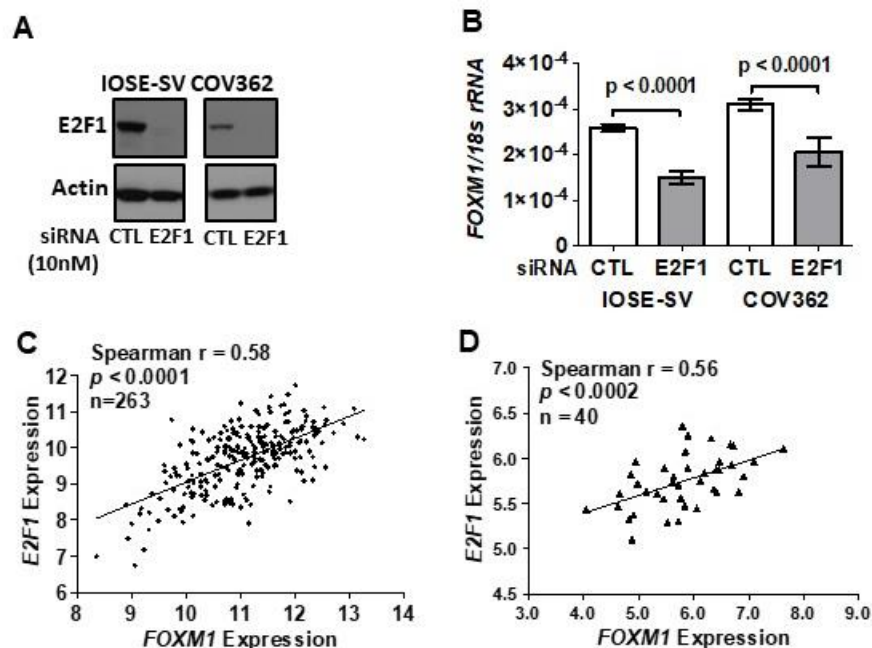 A
IOSE-SV COV362
E2F1
Actin
siRNA CTL E2F1 CTL E2F1
(10nM)
B
FOXM1/18s rRNA
4×10-4
3×10-4
2×10-4
1×10-4
0
p < 0.0001
p < 0.0001
siRNA CTL E2F1 CTL E2F1
IOSE-SV COV362
C
Spearman r = 0.58
p < 0.0001
n=263
E2F1 Expression
12
11
10
9
8
7
6
8 9 10 11 12 13 14
FOXM1 Expression
D
Spearman r = 0.56
p < 0.0002
n = 40
E2F1 Expression
7.0
6.5
6.0
5.5
5.0
4.5
3.0 4.0 5.0 6.0 7.0 8.0 9.0
FOXM1 Expression